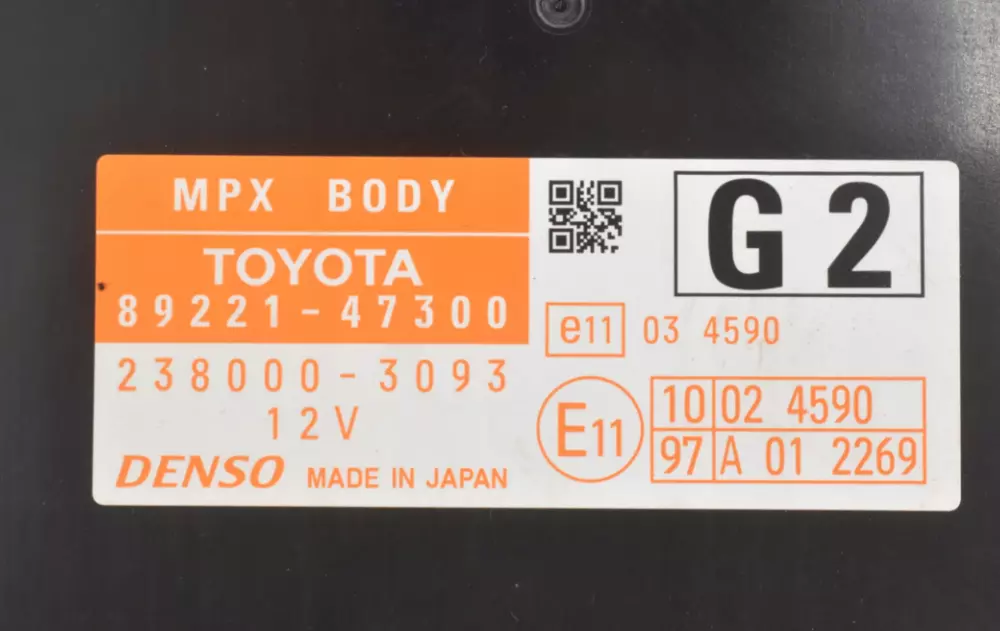 MPX BODY
TOYOTA
89221-47300
238000-3093
12V
DENSO MADE IN JAPAN
G2
e11 03 4590
E11
10 02 4590
97 A 01 2269